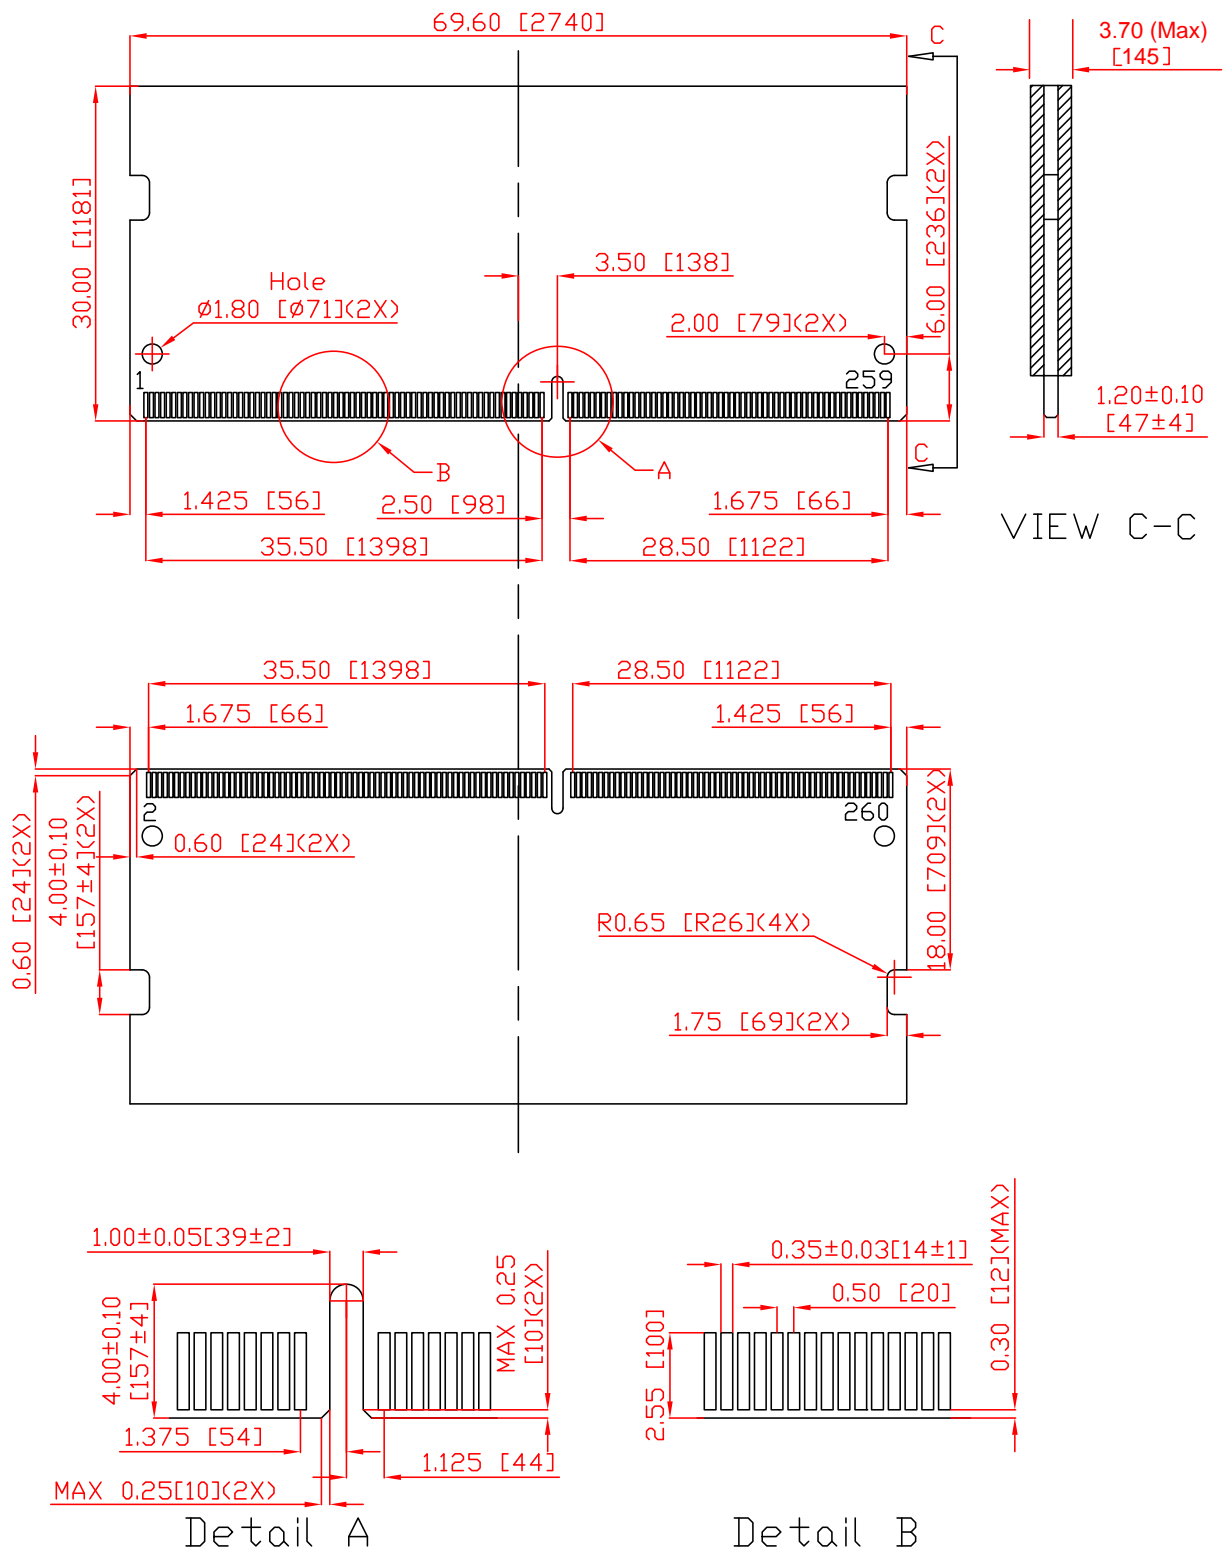 69.60 [2740]
C
3.70 (Max)
[145]
30.00 [1181]
6.00 [236](2X)
3.50 [138]
Hole
Ø1.80 [Ø71](2X)
2.00 [79](2X)
1
259
1.20±0.10
[47±4]
B
A
C
1.425 [56]
2.50 [98]
1.675 [66]
35.50 [1398]
28.50 [1122]
VIEW C-C
35.50 [1398]
28.50 [1122]
1.675 [66]
1.425 [56]
2
260
0.60 [24](2X)
4.00±0.10
[157±4](2X)
0.60 [24](2X)
18.00 [709](2X)
R0.65 [R26](4X)
1.75 [69](2X)
1.00±0.05[39±2]
4.00±0.10
[157±4]
MAX 0.25
[10](2X)
1.375 [54]
1.125 [44]
MAX 0.25[10](2X)
Detail A
0.35±0.03[14±1]
0.50 [20]
2.55 [100]
0.30 [12](MAX)
Detail B